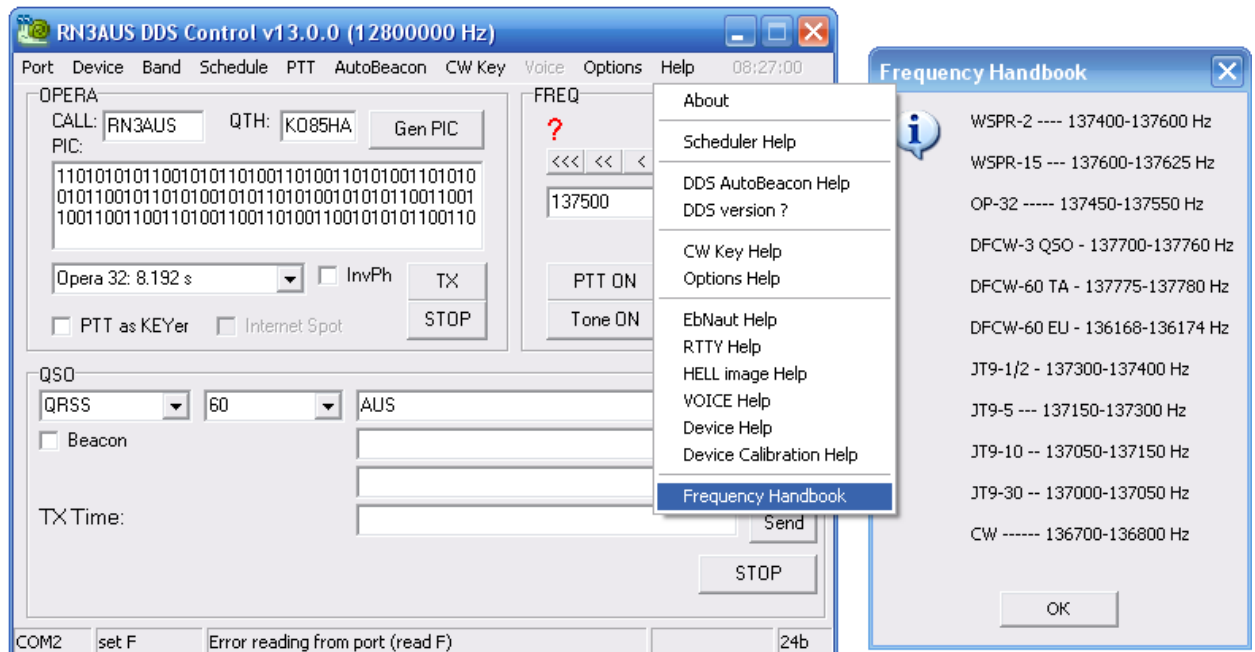 RN3AUS DDS Control v13.0.0 (12800000 Hz)
Port Device Band Schedule PTT AutoBeacon CW Key Voice Options Help 08:27:00
OPERA
CALL: RN3AUS QTH: KO85HA Gen PIC
PIC:
11010101011001010110100110100110101001101010
01011001011010100101011010100101010110011001
10011001100110100110011010011001010101100110
Opera 32: 8.192 s InvPh TX
PTT as KEYer Internet Spot STOP
FREQ
?
<<< << <
137500
PTT ON
Tone ON
QSO
QRSS 60 AUS
Beacon
TX Time:
Send
STOP
COM2 set F Error reading from port (read F) 24b
About
Scheduler Help
DDS AutoBeacon Help
DDS version ?
CW Key Help
Options Help
EbNaut Help
RTTY Help
HELL image Help
VOICE Help
Device Help
Device Calibration Help
Frequency Handbook
Frequency Handbook
WSPR-2 ---- 137400-137600 Hz
WSPR-15 --- 137600-137625 Hz
OP-32 ----- 137450-137550 Hz
DFCW-3 QSO - 137700-137760 Hz
DFCW-60 TA - 137775-137780 Hz
DFCW-60 EU - 136168-136174 Hz
JT9-1/2 - 137300-137400 Hz
JT9-5 --- 137150-137300 Hz
JT9-10 -- 137050-137150 Hz
JT9-30 -- 137000-137050 Hz
CW ------ 136700-136800 Hz
OK